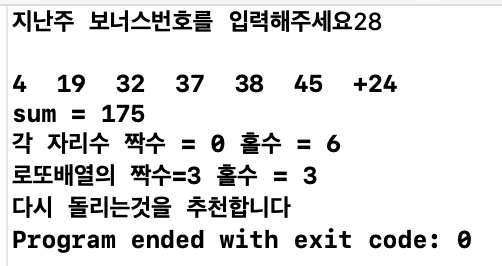 지난주 보너스번호를 입력해주세요28
4 19 32 37 38 45 +24
sum = 175
각 자리수 짝수 = 0 홀수 = 6
로또배열의 짝수=3 홀수 = 3
다시 돌리는것을 추천합니다
Program ended with exit code: 0